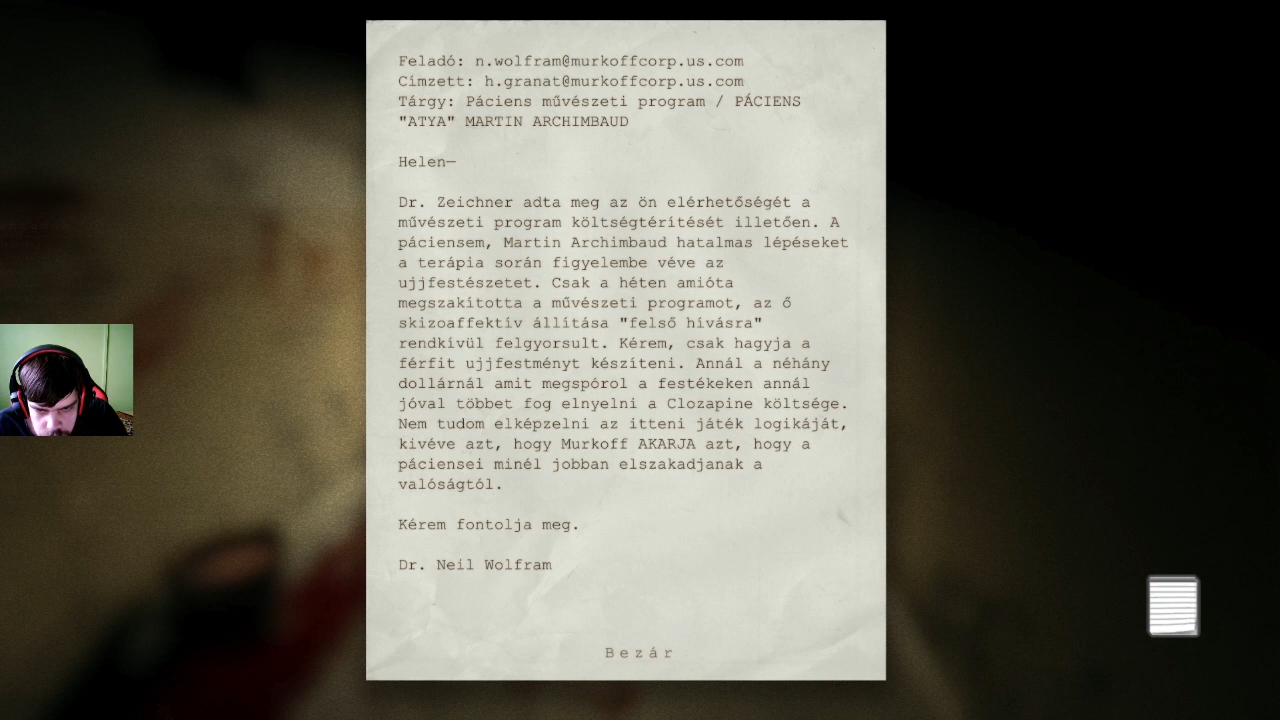 Feladó: n.wolfram@murkoffcorp.us.com
Címzett: h.granat@murkoffcorp.us.com
Tárgy: Páciens művészeti program / PÁCIENS
"ATYA" MARTIN ARCHIMBAUD
Helen—
Dr. Zeichner adta meg az ön elérhetőségét a
művészeti program költségtérítését illetően. A
páciensem, Martin Archimbaud hatalmas lépéseket
a terápia során figyelembe véve az
ujjfestészetet. Csak a héten amióta
megszakította a művészeti programot, az ő
skizoaffektív állítása "felső hívásra"
rendkívül felgyorsult. Kérem, csak hagyja a
férfit ujjfestményt készíteni. Annál a néhány
dollárnál amit megspórol a festékeken annál
jóval többet fog elnyelni a Clozapine költsége.
Nem tudom elképzelni az itteni játék logikáját,
kivéve azt, hogy Murkoff AKARJA azt, hogy a
páciensei minél jobban elszakadjanak a
valóságtól.
Kérem fontolja meg.
Dr. Neil Wolfram
Bezár